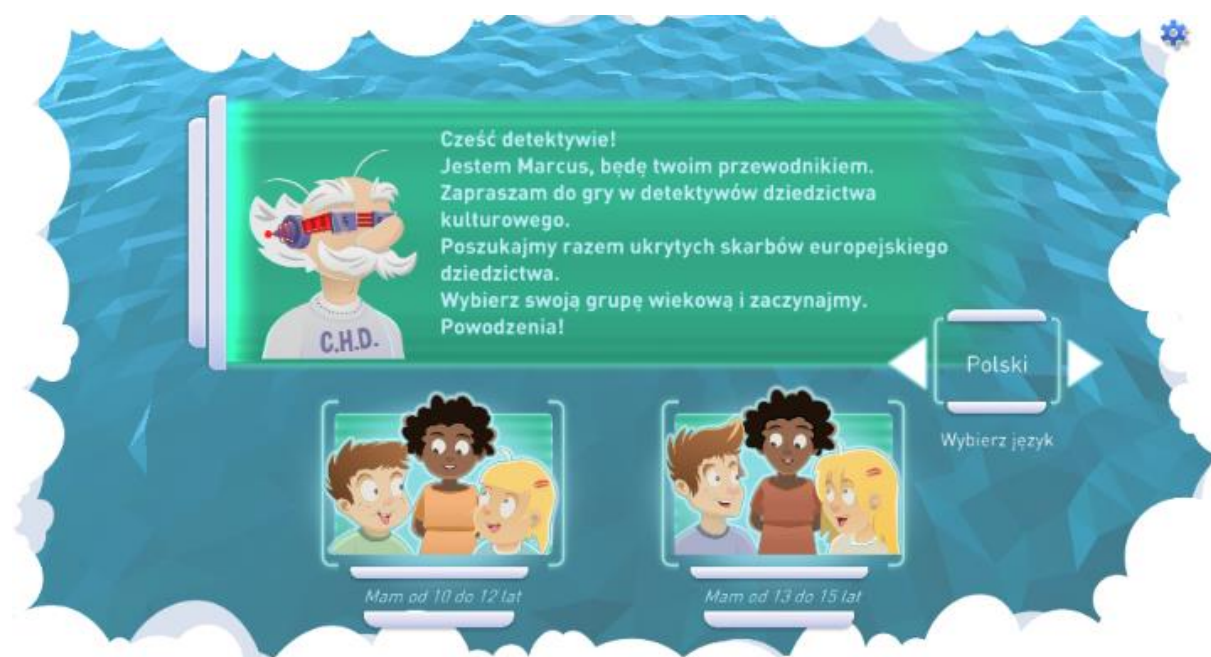 Cześć detektywie!
Jestem Marcus, będę twoim przewodnikiem.
Zapraszam do gry w detektywów dziedzictwa
kulturowego.
Poszukajmy razem ukrytych skarbów europejskiego
dziedzictwa.
Wybierz swoją grupę wiekową i zaczynajmy.
Powodzenia!
C.H.D.
Polski
Wybierz język
Mam od 10 do 12 lat
Mam od 13 do 15 lat